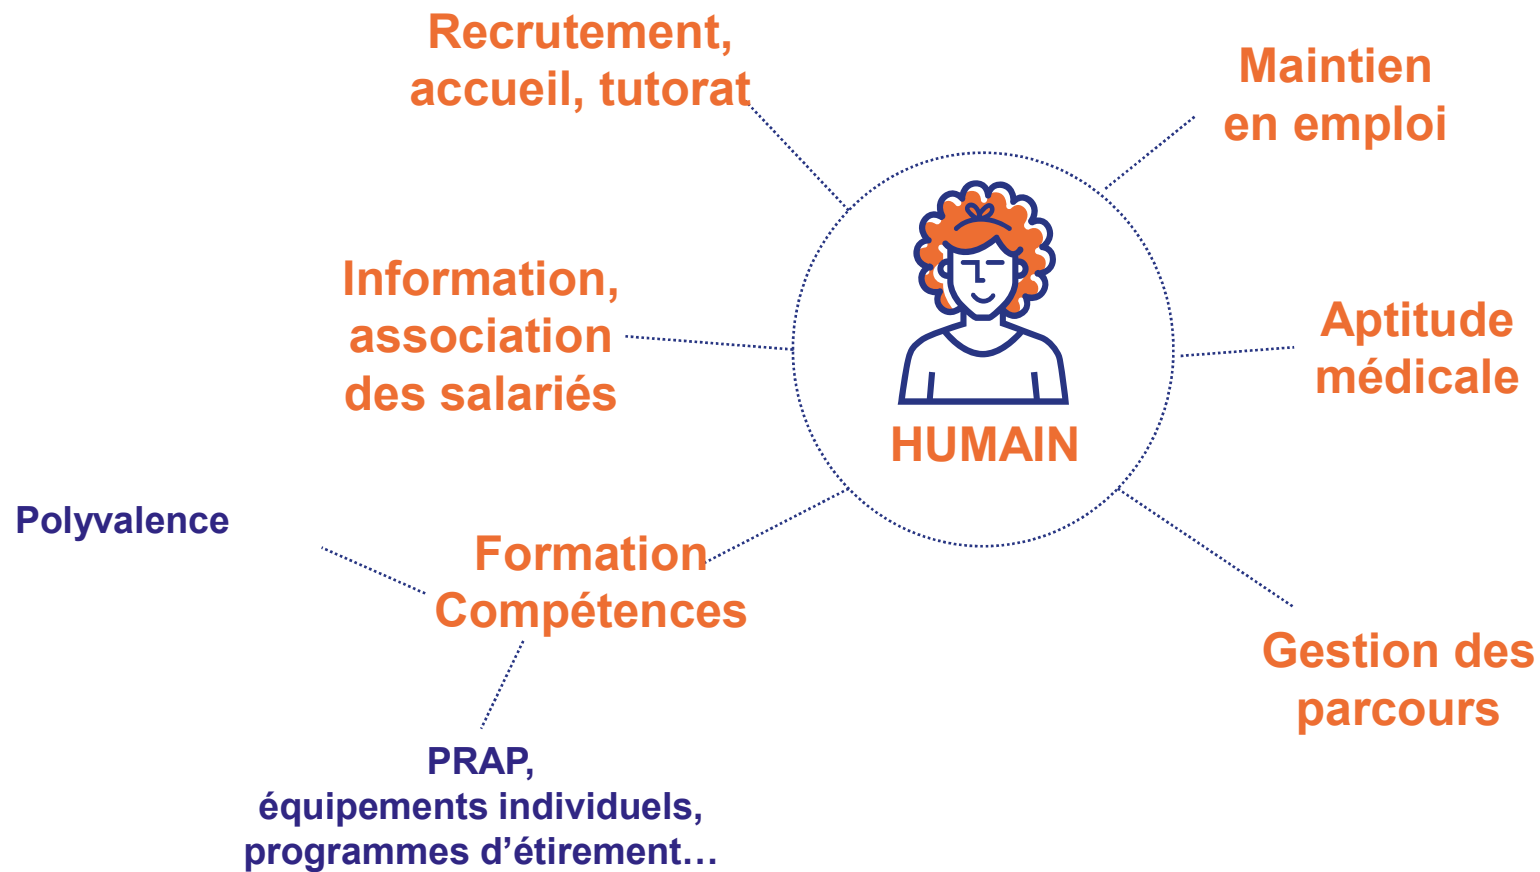 Recrutement,
accueil, tutorat
Maintien
en emploi
Information,
association
des salariés
Aptitude
médicale
HUMAIN
Polyvalence
Formation
Compétences
Gestion des
parcours
PRAP,
équipements individuels,
programmes d’étirement…